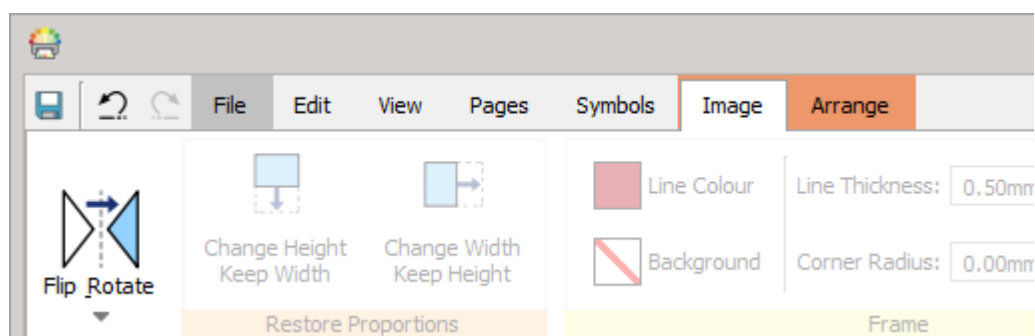 File Edit View Pages Symbols Image Arrange
Flip Rotate
Change Height
Keep Width
Change Width
Keep Height
Restore Proportions
Line Colour
Background
Line Thickness: 0.50mm
Corner Radius: 0.00mm
Frame